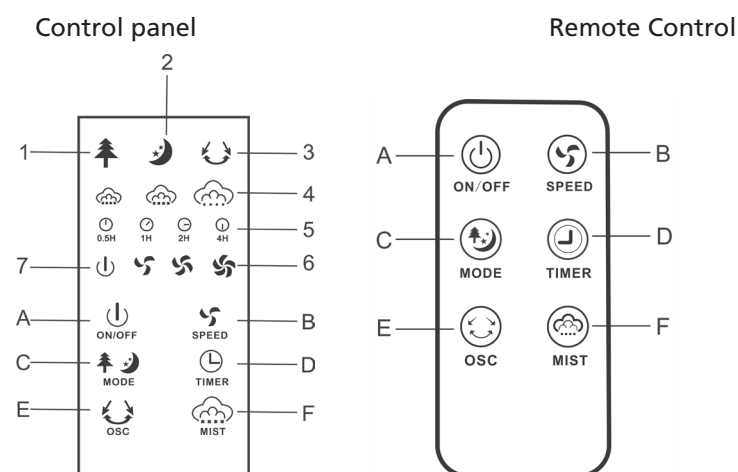 Control panel
Remote Control
2
1
3
4
0.5H 1H 2H 4H
5
7
6
A
ON/OFF
SPEED
B
C
MODE
TIMER
D
E
OSC
MIST
F
A
ON/OFF
SPEED
B
C
MODE
TIMER
D
E
OSC
MIST
F